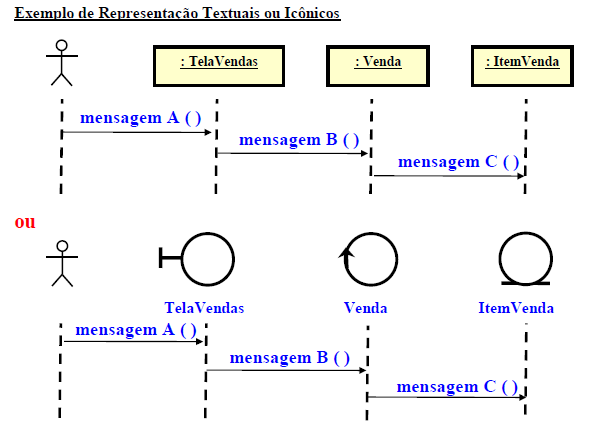 Exemplo de Representação Textuais ou Icônicos
: TelaVendas
: Venda
: ItemVenda
mensagem A ( )
mensagem B ( )
mensagem C ( )
ou
TelaVendas
Venda
ItemVenda
mensagem A ( )
mensagem B ( )
mensagem C ( )